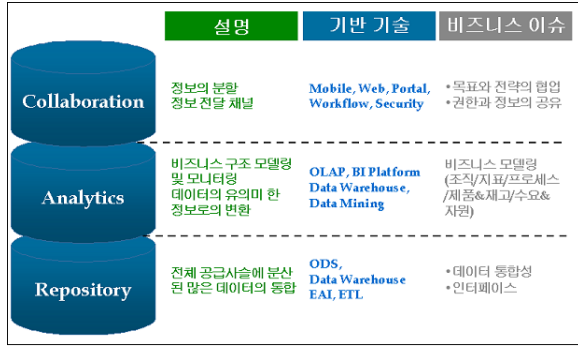 설명
기반 기술
비즈니스 이슈
Collaboration
정보의 분할
정보 전달 채널
Mobile, Web, Portal,
Workflow, Security
•목표와 전략의 협업
•권한과 정보의 공유
Analytics
비즈니스 구조 모델링
및 모니터링
데이터의 유의미 한
정보로의 변환
OLAP, BI Platform
Data Warehouse,
Data Mining
비즈니스 모델링
(조직/지표/프로세스
/제품&재고/수요&
자원)
Repository
전체 공급사슬에 분산
된 많은 데이터의 통합
ODS,
Data Warehouse
EAI, ETL
•데이터 통합성
•인터페이스